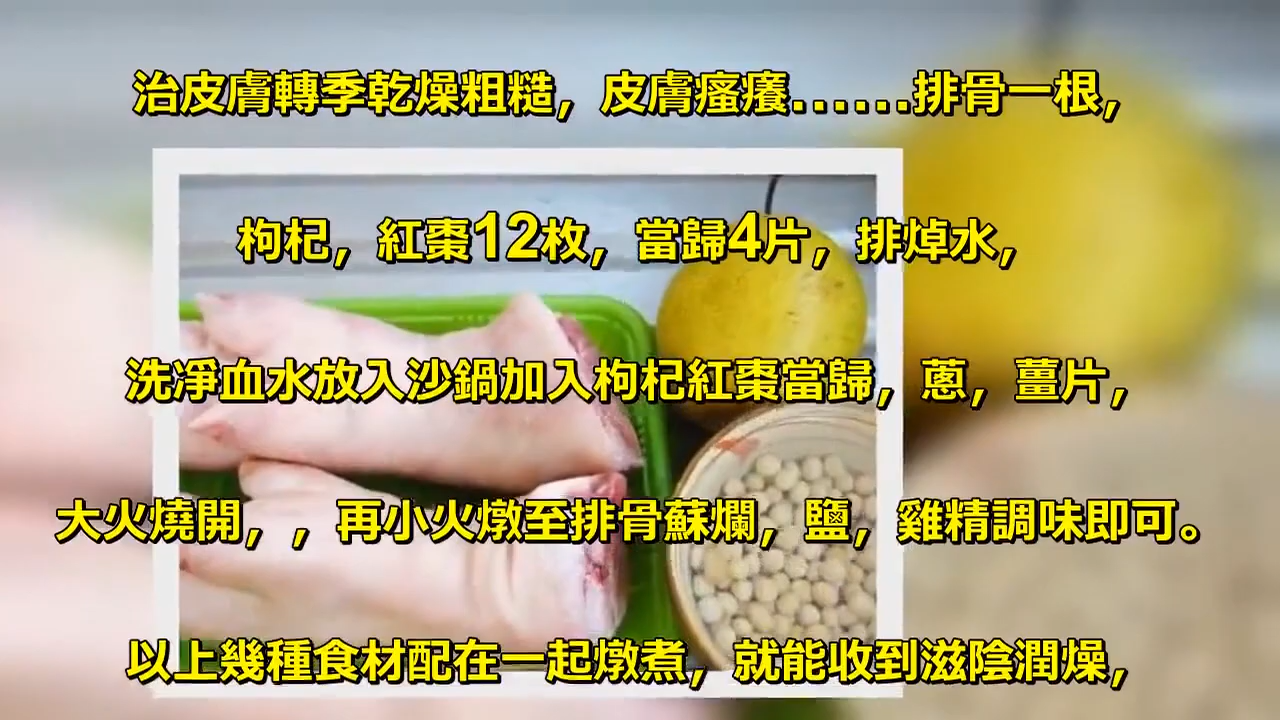 治皮膚轉季乾燥粗糙，皮膚瘙癢......排骨一根，
枸杞，紅棗12枚，當歸4片，排焯水，
洗凈血水放入沙鍋加入枸杞紅棗當歸，蔥，薑片，
大火燒開，，再小火燉至排骨蘇爛，鹽，雞精調味即可。
以上幾種食材配在一起燉煮，就能收到滋陰潤燥，